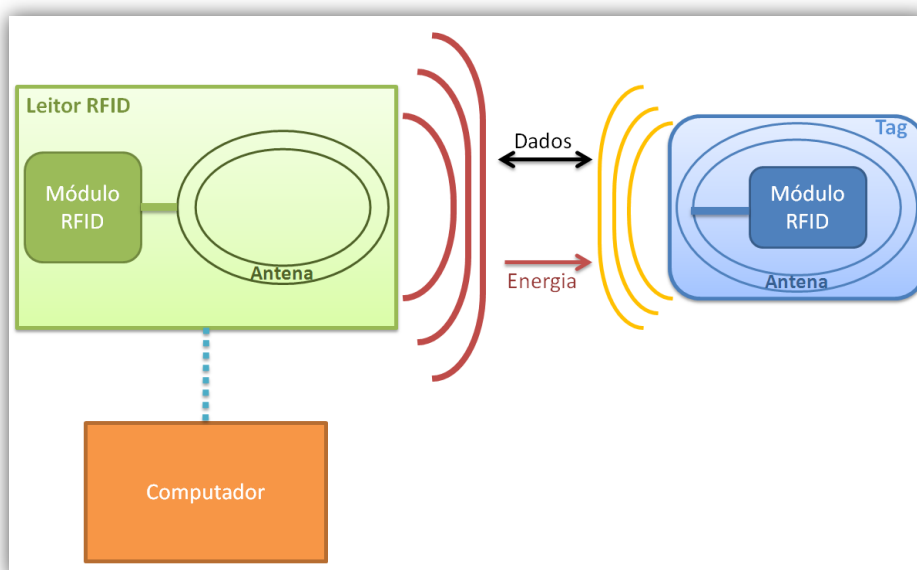 Leitor RFID
Módulo
RFID
Antena
Dados
Energia
Tag
Módulo
RFID
Antena
Computador